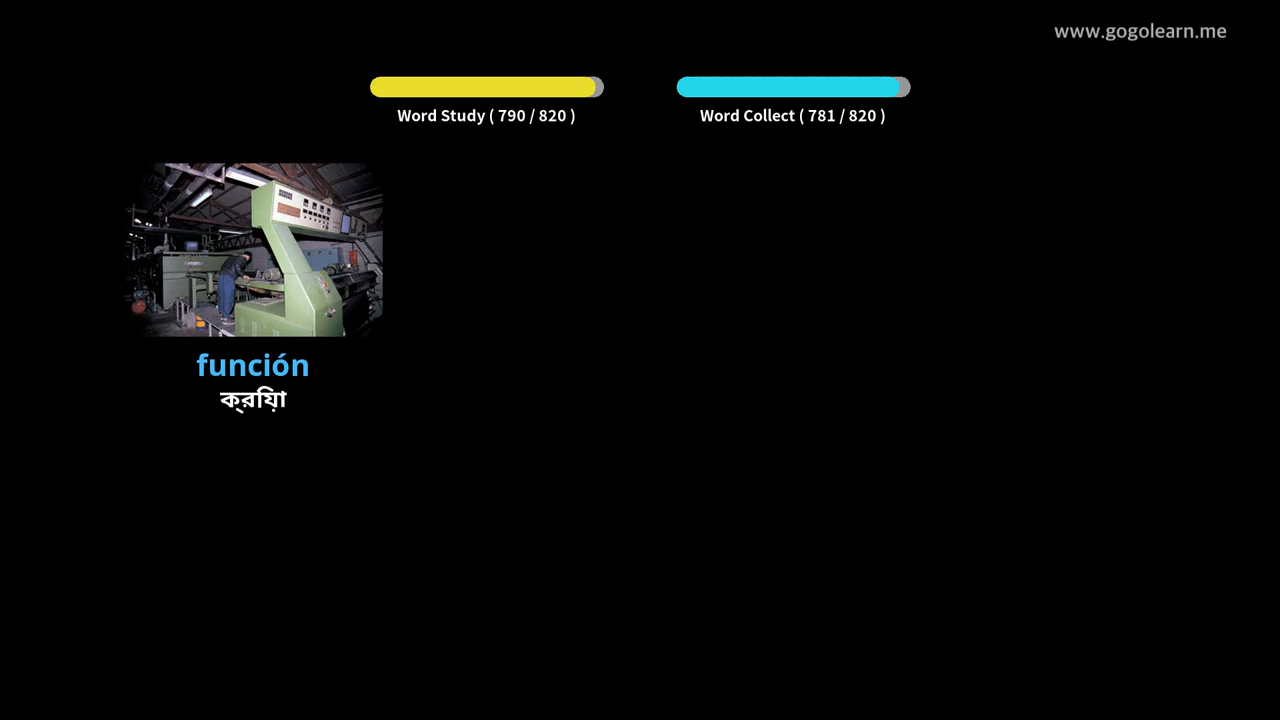 www.gogolearn.me
Word Study ( 790 / 820 )
Word Collect ( 781 / 820 )
función
ক্রিয়া